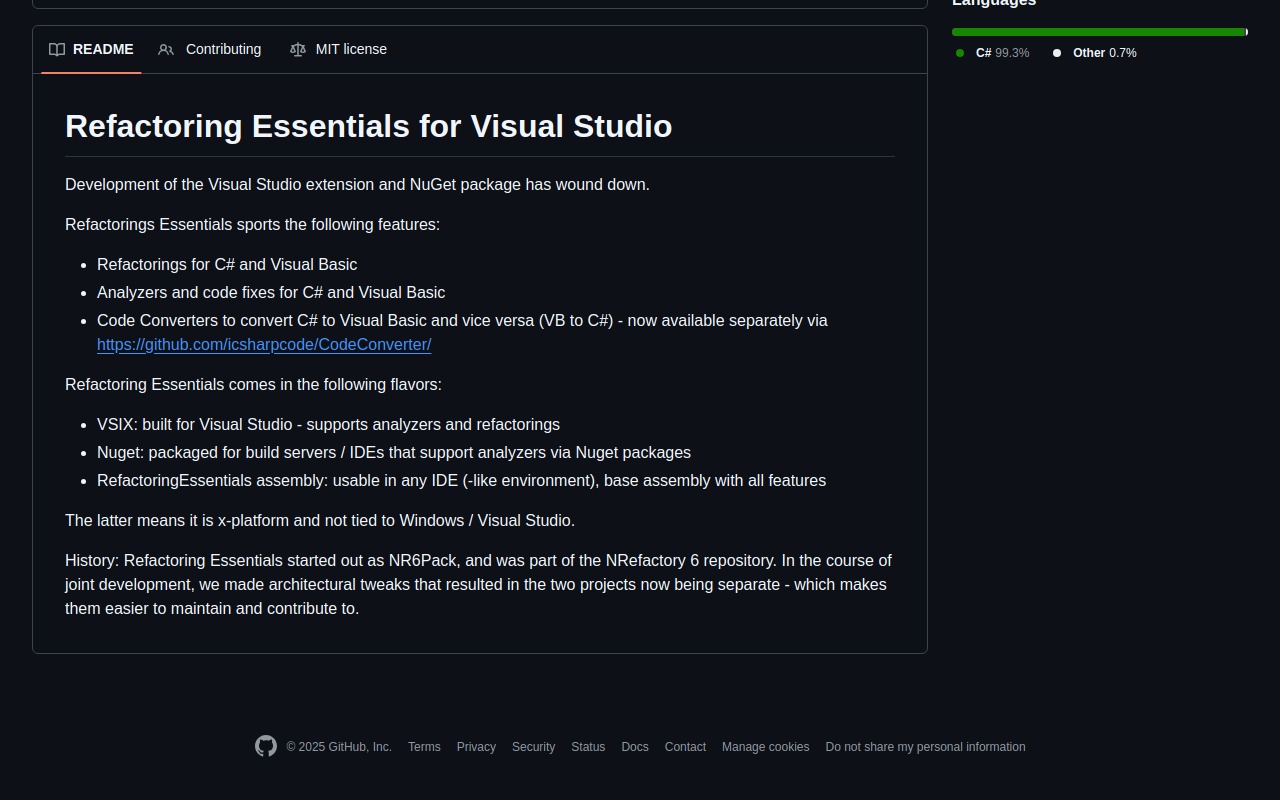 Languages
C# 99.3% Other 0.7%
README Contributing MIT license
Refactoring Essentials for Visual Studio
Development of the Visual Studio extension and NuGet package has wound down.
Refactorings Essentials sports the following features:
Refactorings for C# and Visual Basic
Analyzers and code fixes for C# and Visual Basic
Code Converters to convert C# to Visual Basic and vice versa (VB to C#) - now available separately via
https://github.com/icsharpcode/CodeConverter/
Refactoring Essentials comes in the following flavors:
VSIX: built for Visual Studio - supports analyzers and refactorings
Nuget: packaged for build servers / IDEs that support analyzers via Nuget packages
RefactoringEssentials assembly: usable in any IDE (-like environment), base assembly with all features
The latter means it is x-platform and not tied to Windows / Visual Studio.
History: Refactoring Essentials started out as NR6Pack, and was part of the NRefactory 6 repository. In the course of
joint development, we made architectural tweaks that resulted in the two projects now being separate - which makes
them easier to maintain and contribute to.
© 2025 GitHub, Inc. Terms Privacy Security Status Docs Contact Manage cookies Do not share my personal information